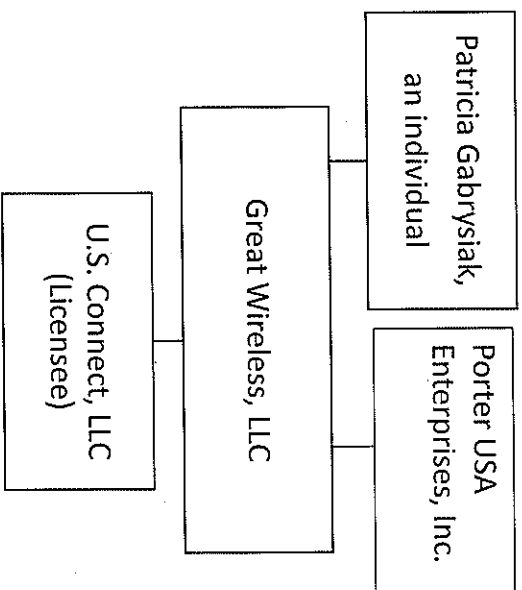 Patricia Gabrysiak,
an individual
Porter USA
Enterprises, Inc.
Great Wireless, LLC
U.S. Connect, LLC
(Licensee)